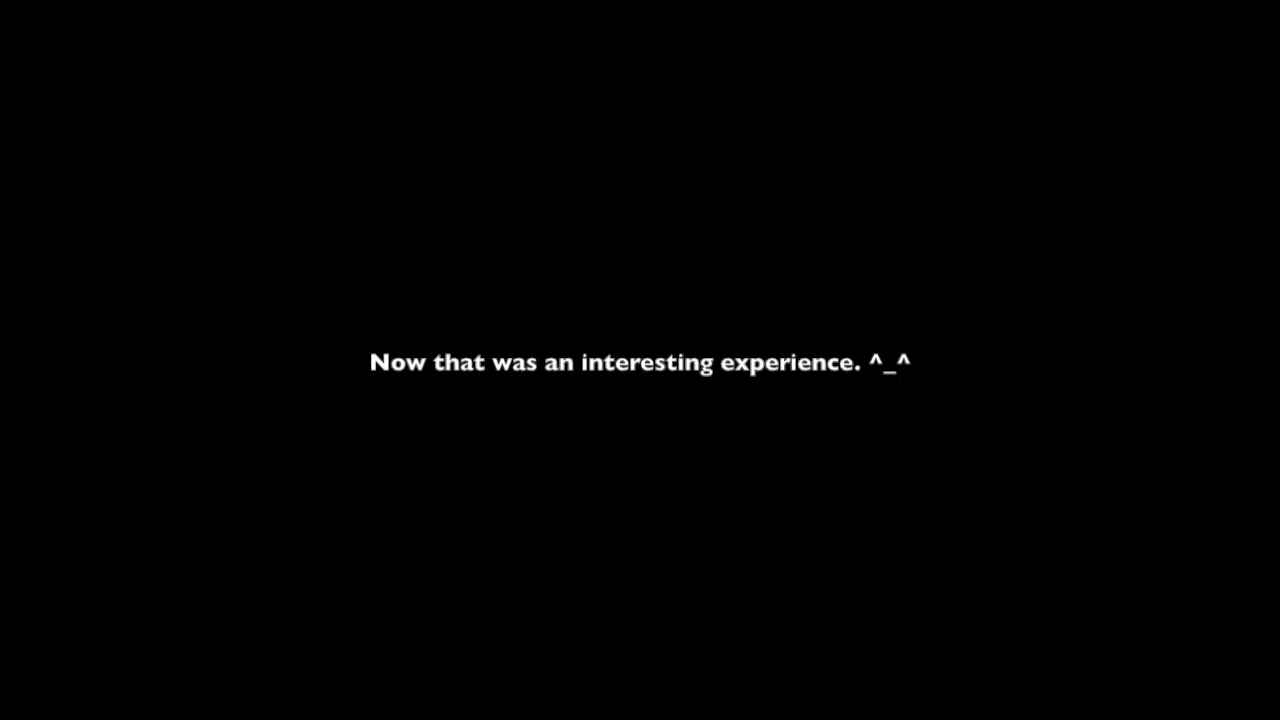 Now that was an interesting experience. ^_^